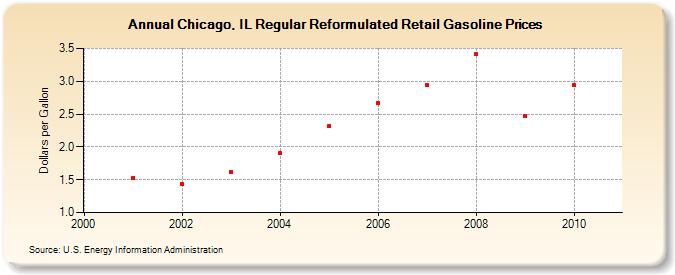 Annual Chicago, IL Regular Reformulated Retail Gasoline Prices
Dollars per Gallon
3.5
3.0
2.5
2.0
1.5
1.0
2000 2002 2004 2006 2008 2010
Source: U.S. Energy Information Administration